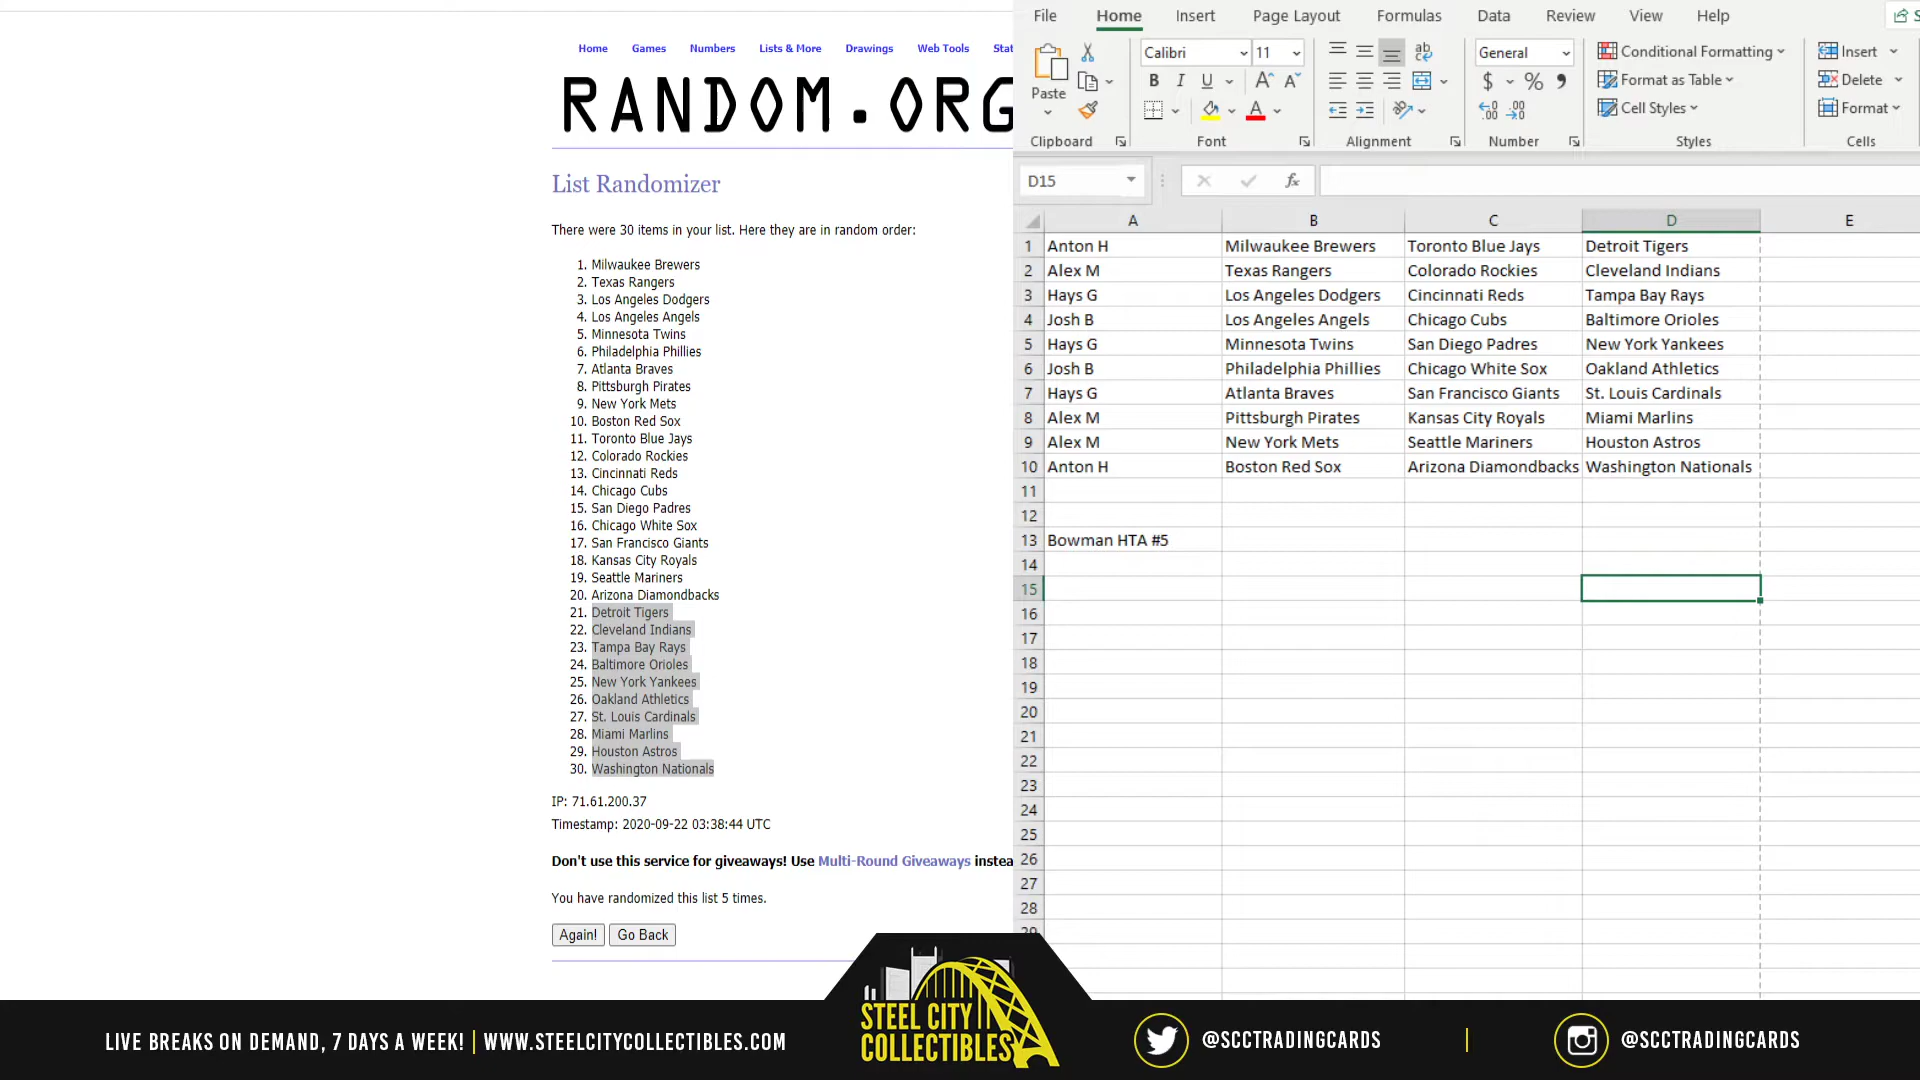 Home Games Numbers Lists & More Drawings Web Tools
RANDOM.ORG
List Randomizer
There were 30 items in your list. Here they are in random order:
1. Milwaukee Brewers
2. Texas Rangers
3. Los Angeles Dodgers
4. Los Angeles Angels
5. Minnesota Twins
6. Philadelphia Phillies
7. Atlanta Braves
8. Pittsburgh Pirates
9. New York Mets
10. Boston Red Sox
11. Toronto Blue Jays
12. Colorado Rockies
13. Cincinnati Reds
14. Chicago Cubs
15. San Diego Padres
16. Chicago White Sox
17. San Francisco Giants
18. Kansas City Royals
19. Seattle Mariners
20. Arizona Diamondbacks
21. Detroit Tigers
22. Cleveland Indians
23. Tampa Bay Rays
24. Baltimore Orioles
25. New York Yankees
26. Oakland Athletics
27. St. Louis Cardinals
28. Miami Marlins
29. Houston Astros
30. Washington Nationals
IP: 71.61.200.37
Timestamp: 2020-09-22 03:38:44 UTC
Don't use this service for giveaways! Use Multi-Round Giveaways instea
You have randomized this list 5 times.
Again! Go Back
File Home Insert Page Layout Formulas Data Review View Help
Calibri 11 General Conditional Formatting Insert
Paste B I U $ % Format as Table Delete
Cell Styles Format
Clipboard Font Alignment Number Styles Cells
D15 fx
A B C D E
1 Anton H Milwaukee Brewers Toronto Blue Jays Detroit Tigers
2 Alex M Texas Rangers Colorado Rockies Cleveland Indians
3 Hays G Los Angeles Dodgers Cincinnati Reds Tampa Bay Rays
4 Josh B Los Angeles Angels Chicago Cubs Baltimore Orioles
5 Hays G Minnesota Twins San Diego Padres New York Yankees
6 Josh B Philadelphia Phillies Chicago White Sox Oakland Athletics
7 Hays G Atlanta Braves San Francisco Giants St. Louis Cardinals
8 Alex M Pittsburgh Pirates Kansas City Royals Miami Marlins
9 Alex M New York Mets Seattle Mariners Houston Astros
10 Anton H Boston Red Sox Arizona Diamondbacks Washington Nationals
11
12
13 Bowman HTA #5
14
15
16
17
18
19
20
21
22
23
24
25
26
27
28
29
LIVE BREAKS ON DEMAND, 7 DAYS A WEEK! | WWW.STEELCITYCOLLECTIBLES.COM
STEEL CITY
COLLECTIBLES
@SCCTRADINGCARDS | @SCCTRADINGCARDS